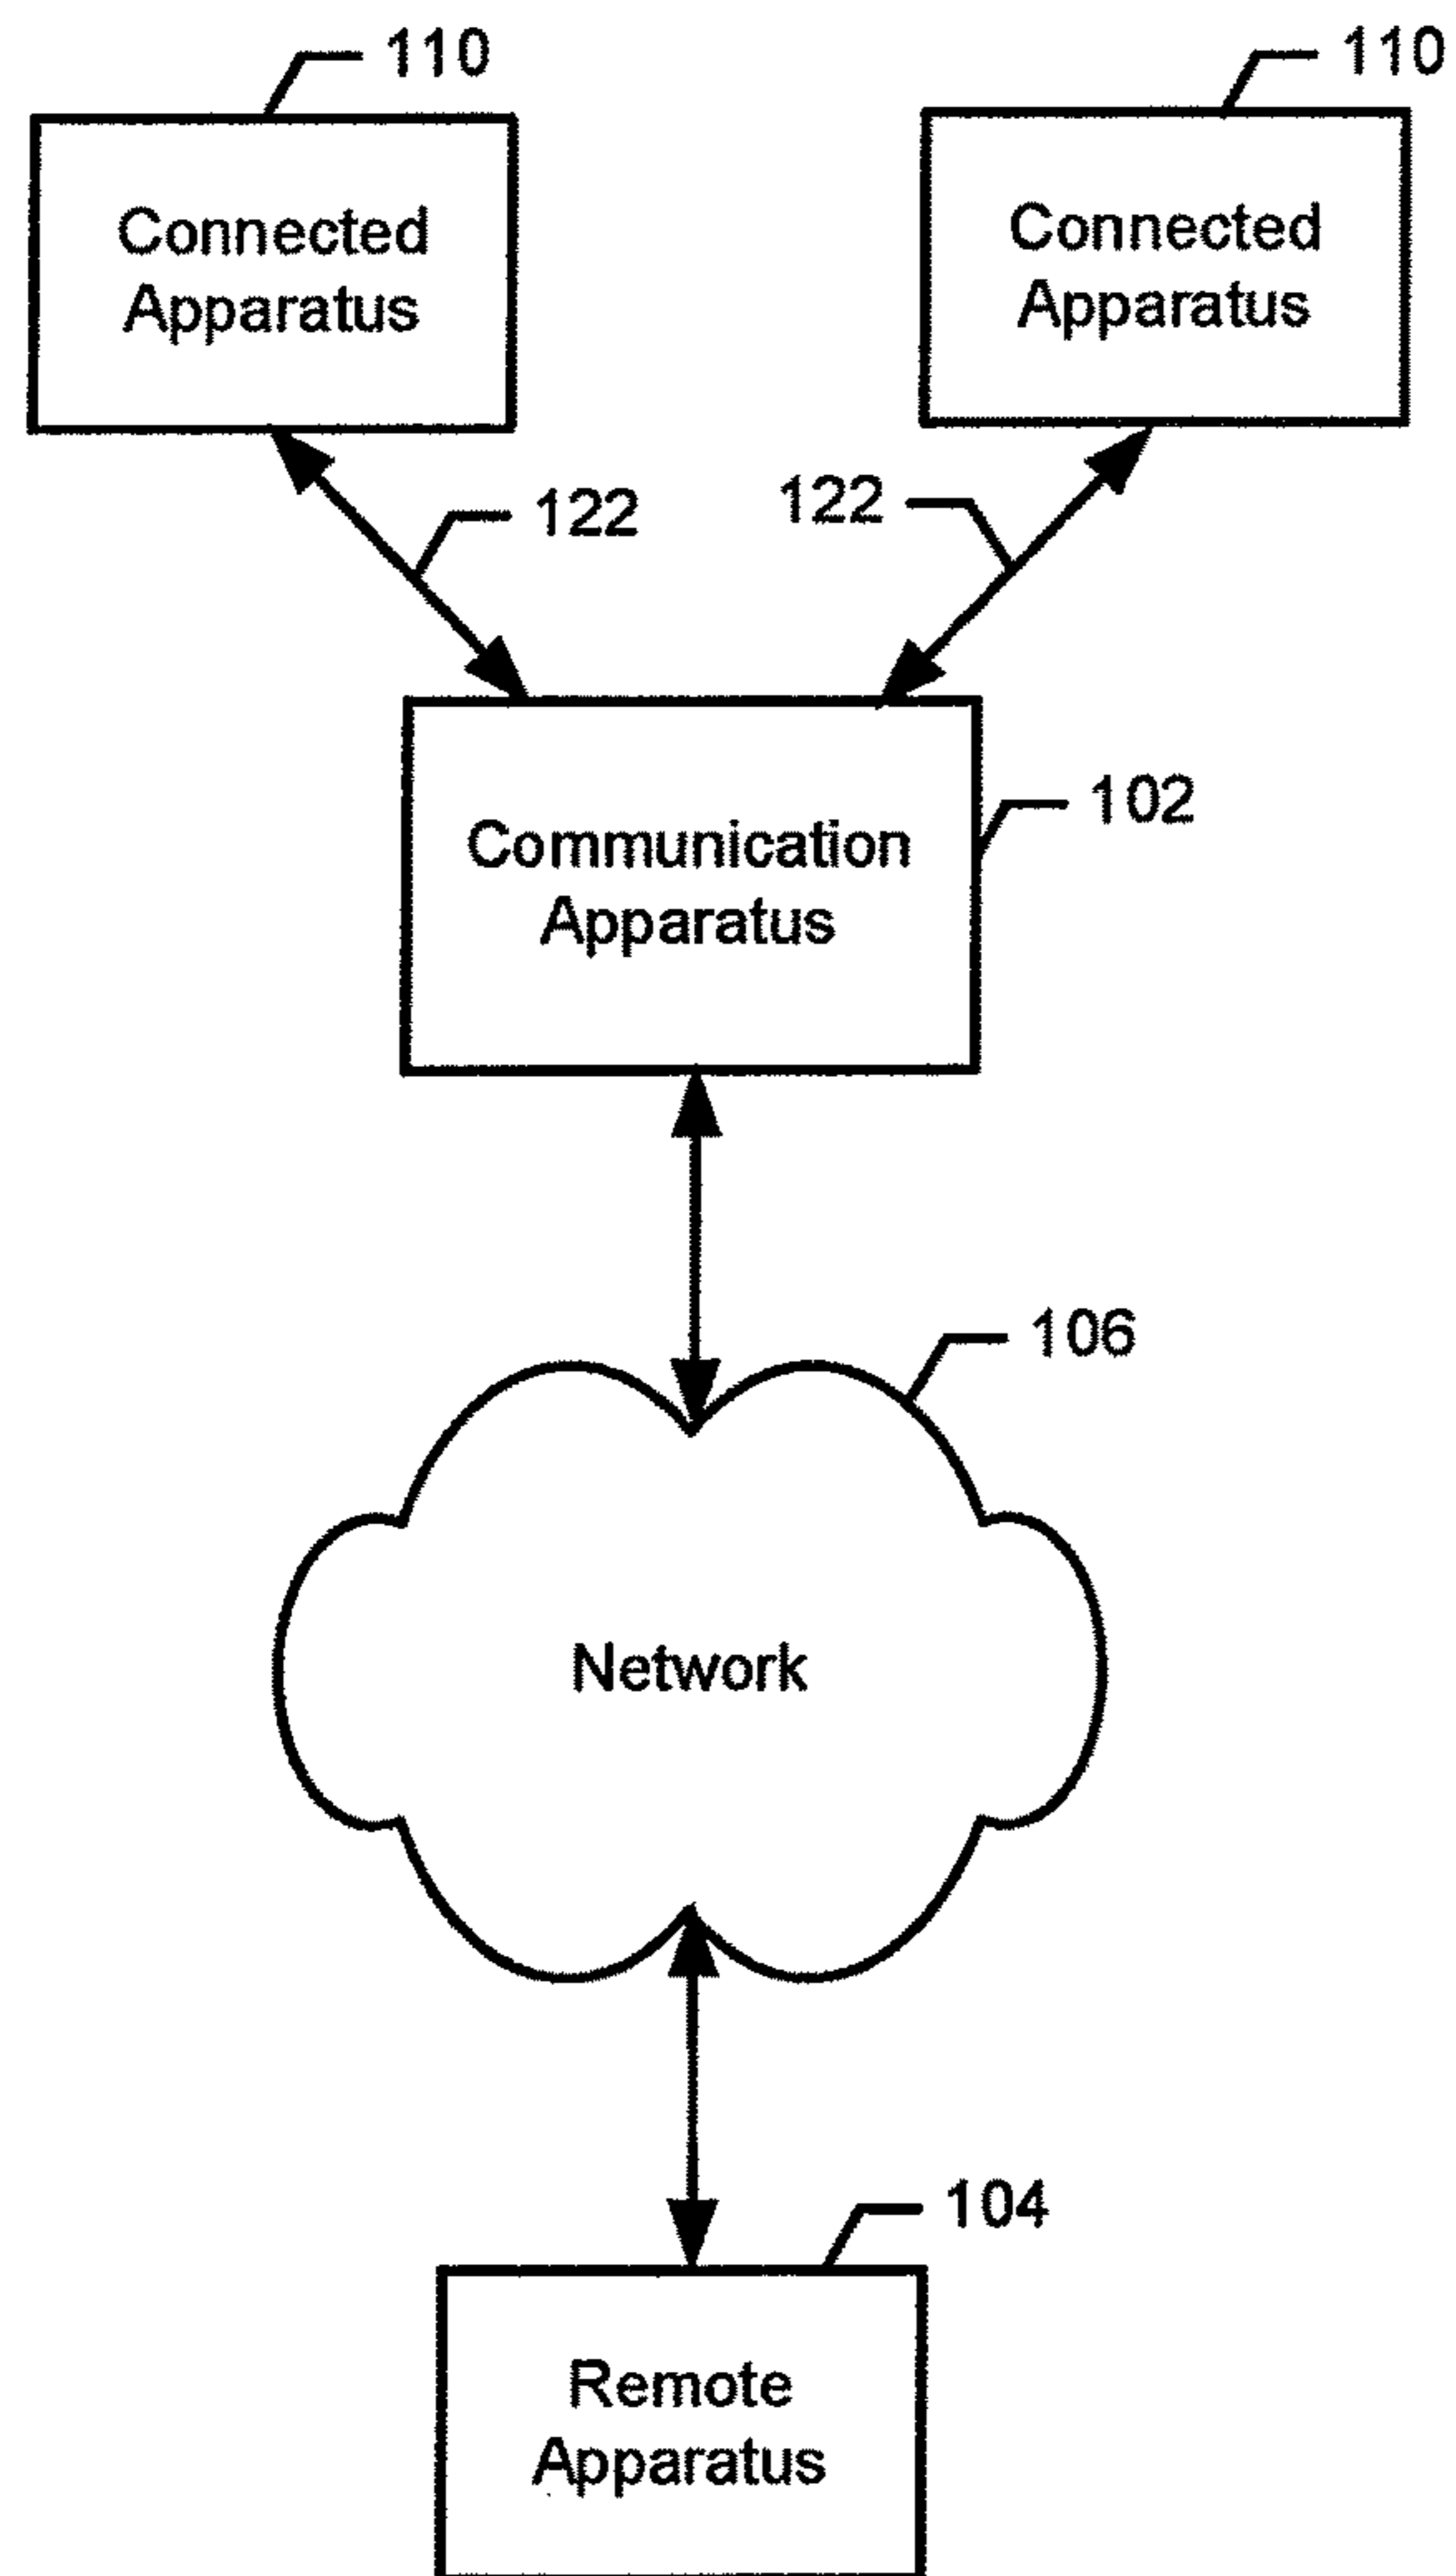 110
110
Connected
Apparatus
Connected
Apparatus
122
122
102
Communication
Apparatus
106
Network
104
Remote
Apparatus